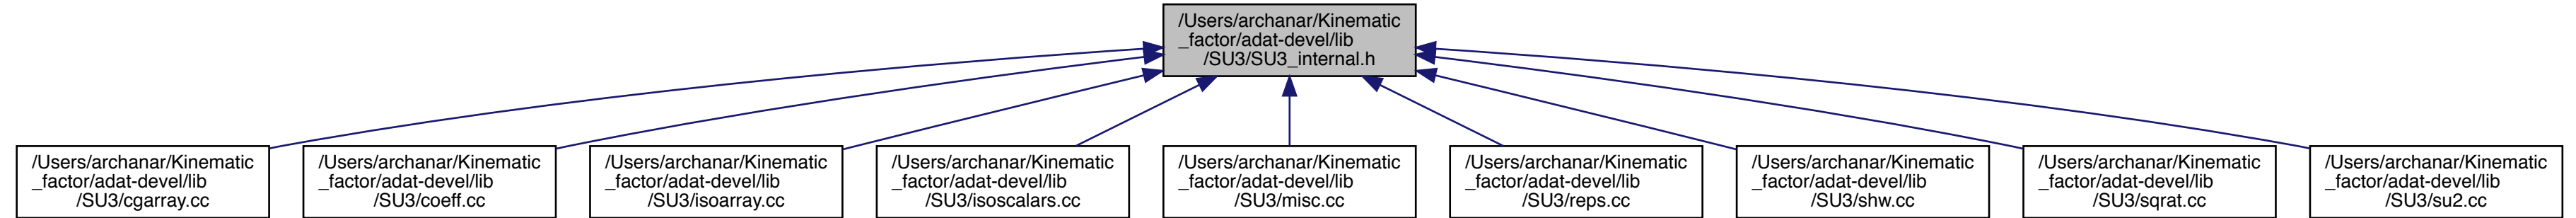 /Users/archanar/Kinematic
_factor/adat-devel/lib
/SU3/SU3_internal.h
/Users/archanar/Kinematic
_factor/adat-devel/lib
/SU3/cgarray.cc
/Users/archanar/Kinematic
_factor/adat-devel/lib
/SU3/coeff.cc
/Users/archanar/Kinematic
_factor/adat-devel/lib
/SU3/isoarray.cc
/Users/archanar/Kinematic
_factor/adat-devel/lib
/SU3/isoscalars.cc
/Users/archanar/Kinematic
_factor/adat-devel/lib
/SU3/misc.cc
/Users/archanar/Kinematic
_factor/adat-devel/lib
/SU3/reps.cc
/Users/archanar/Kinematic
_factor/adat-devel/lib
/SU3/shw.cc
/Users/archanar/Kinematic
_factor/adat-devel/lib
/SU3/sqrat.cc
/Users/archanar/Kinematic
_factor/adat-devel/lib
/SU3/su2.cc